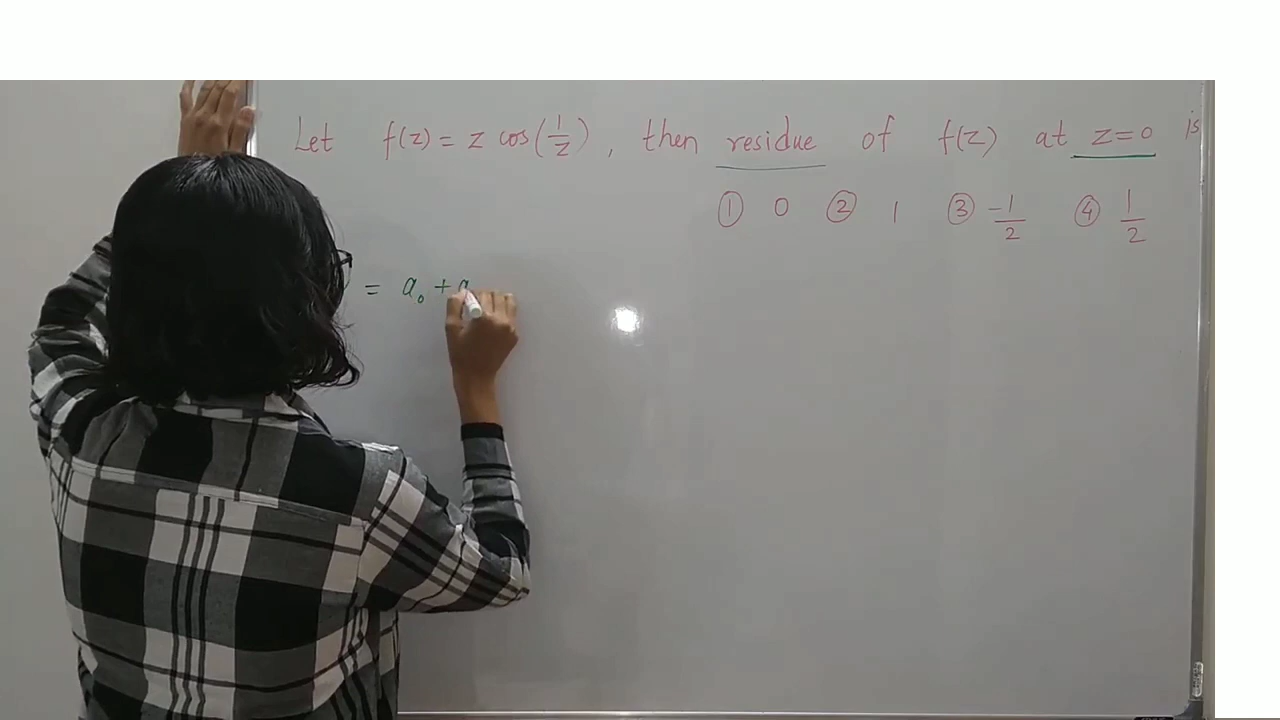 Let f(z) = z cos(1/z), then residue of f(z) at z=0 is
① 0 ② 1 ③ -1/2 ④ 1/2
= a₀ + a